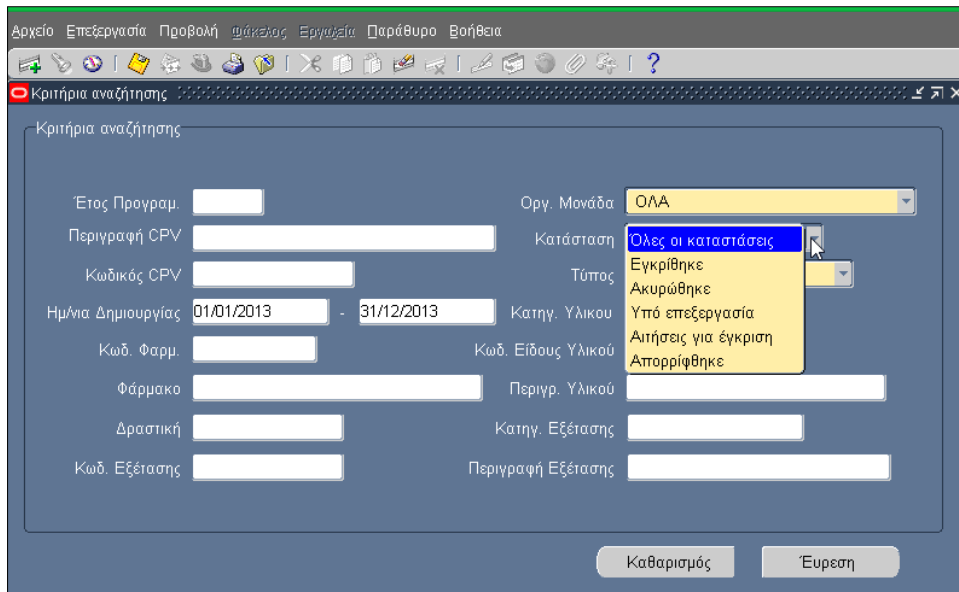 Αρχείο Επεξεργασία Προβολή Φάκελος Εργαλεία Παράθυρο Βοήθεια
Κριτήρια αναζήτησης
Κριτήρια αναζήτησης
Έτος Προγραμ. Οργ. Μονάδα ΟΛΑ
Περιγραφή CPV Κατάσταση Όλες οι καταστάσεις
Εγκρίθηκε
Κωδικός CPV Τύπος
Ακυρώθηκε
Ημ/νια Δημιουργίας 01/01/2013 - 31/12/2013 Κατηγ. Υλικου Υπό επεξεργασία
Αιτήσεις για έγκριση
Κωδ. Φαρμ. Κωδ. Είδους Υλικού
Απορρίφθηκε
Φάρμακο Περιγρ. Υλικού
Δραστική Κατηγ. Εξέτασης
Κωδ. Εξέτασης Περιγραφή Εξέτασης
Καθαρισμός Έυρεση